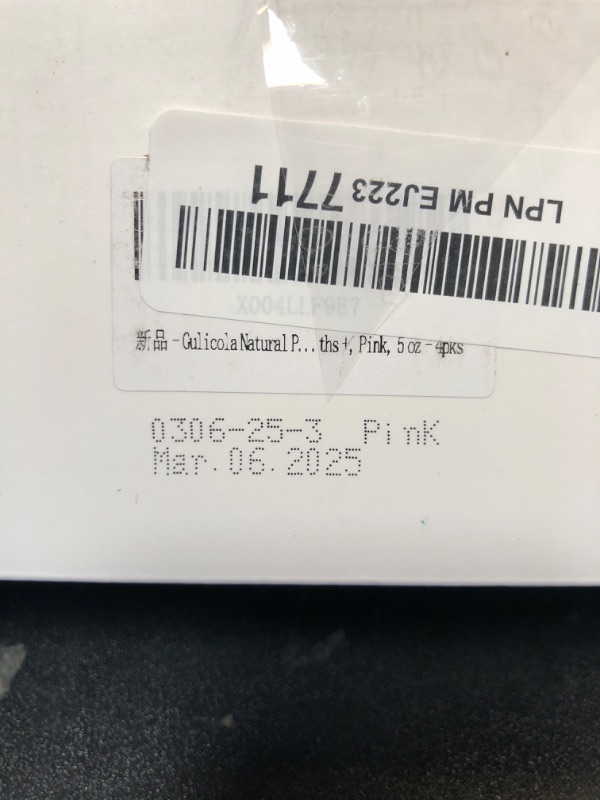 LPN PM EJ223 7711
X004LLF9E7
新品 - Gulicola Natural P... ths +, Pink, 5 oz - 4pks
0306-25-3 Pink
Mar.06.2025